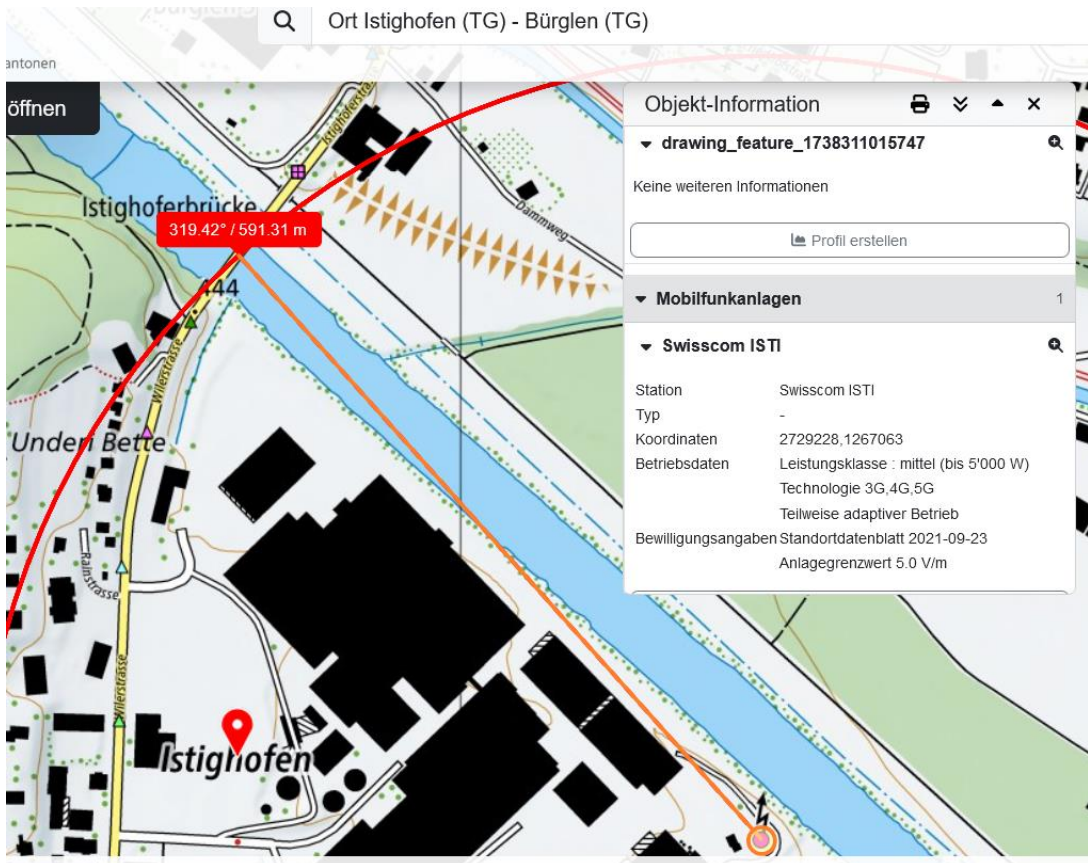 Ort Istighofen (TG) - Bürglen (TG)
antonen
öffnen
Objekt-Information
drawing_feature_1738311015747
Keine weiteren Informationen
Profil erstellen
Mobilfunkanlagen 1
Swisscom ISTI
Station Swisscom ISTI
Typ -
Koordinaten 2729228,1267063
Betriebsdaten Leistungsklasse : mittel (bis 5'000 W)
Technologie 3G,4G,5G
Teilweise adaptiver Betrieb
Bewilligungsangaben Standortdatenblatt 2021-09-23
Anlagegrenzwert 5.0 V/m
Istighoferstra
Istighoferbrücke
319.42° / 591.31 m
Dammweg
444
Wilerstrasse
Underi Bette
Rainstrasse
Wilerstrasse
Istighofen